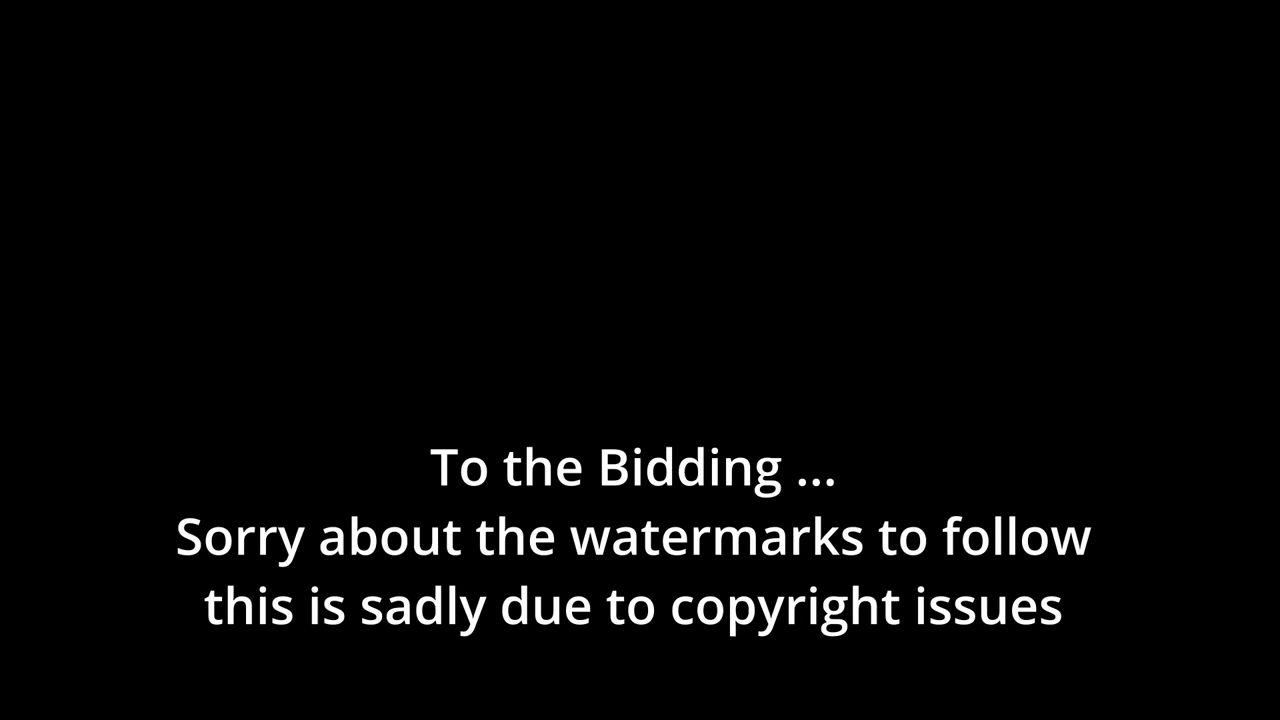 To the Bidding ...
Sorry about the watermarks to follow
this is sadly due to copyright issues